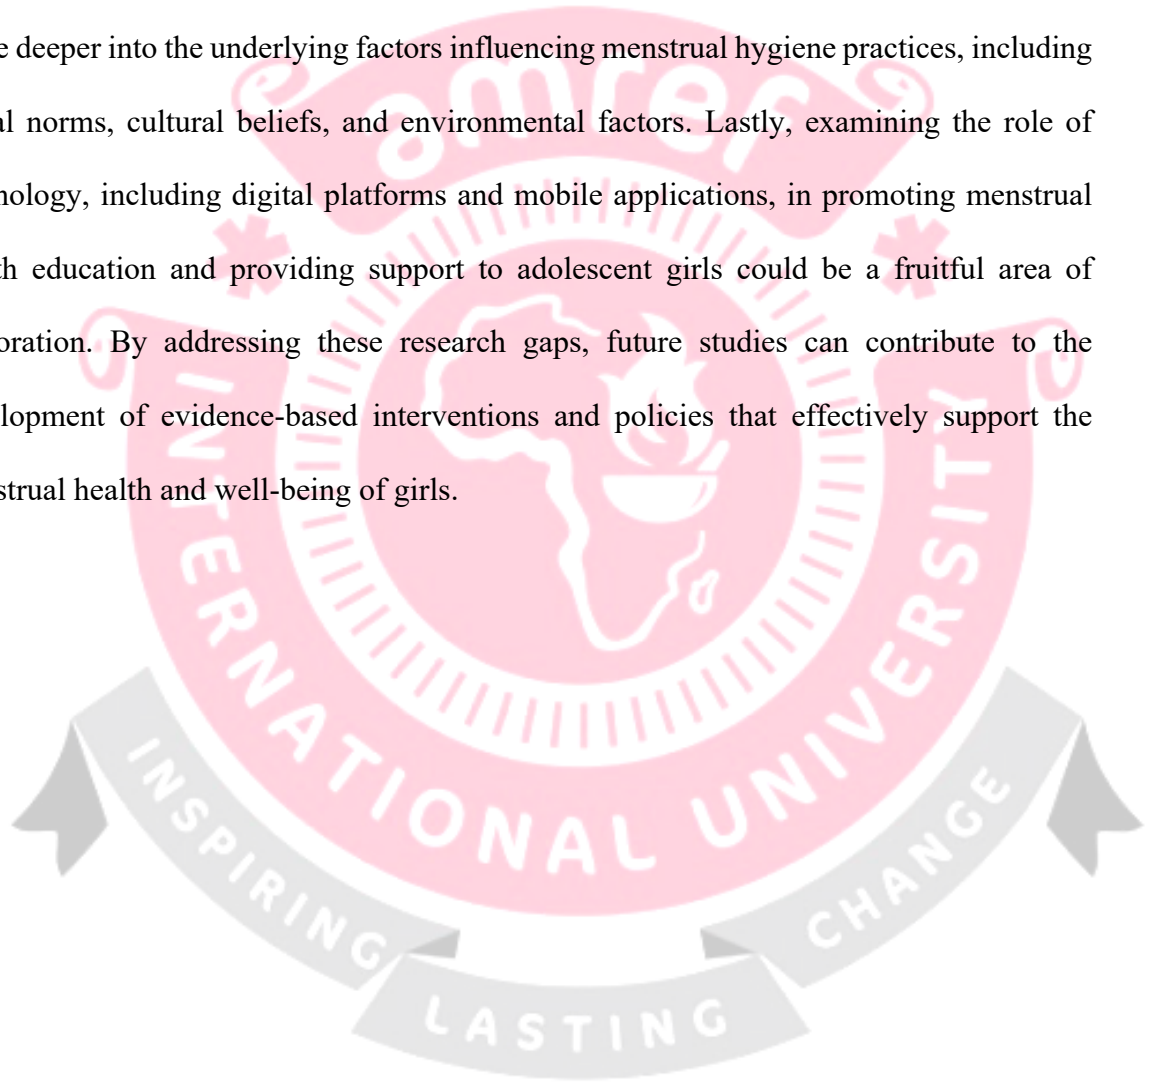 e deeper into the underlying factors influencing menstrual hygiene practices, including
al norms, cultural beliefs, and environmental factors. Lastly, examining the role of
nology, including digital platforms and mobile applications, in promoting menstrual
th education and providing support to adolescent girls could be a fruitful area of
oration. By addressing these research gaps, future studies can contribute to the
lopment of evidence-based interventions and policies that effectively support the
strual health and well-being of girls.
amref
INTERNATIONAL UNIVERSITY
INSPIRING
LASTING
CHANGE